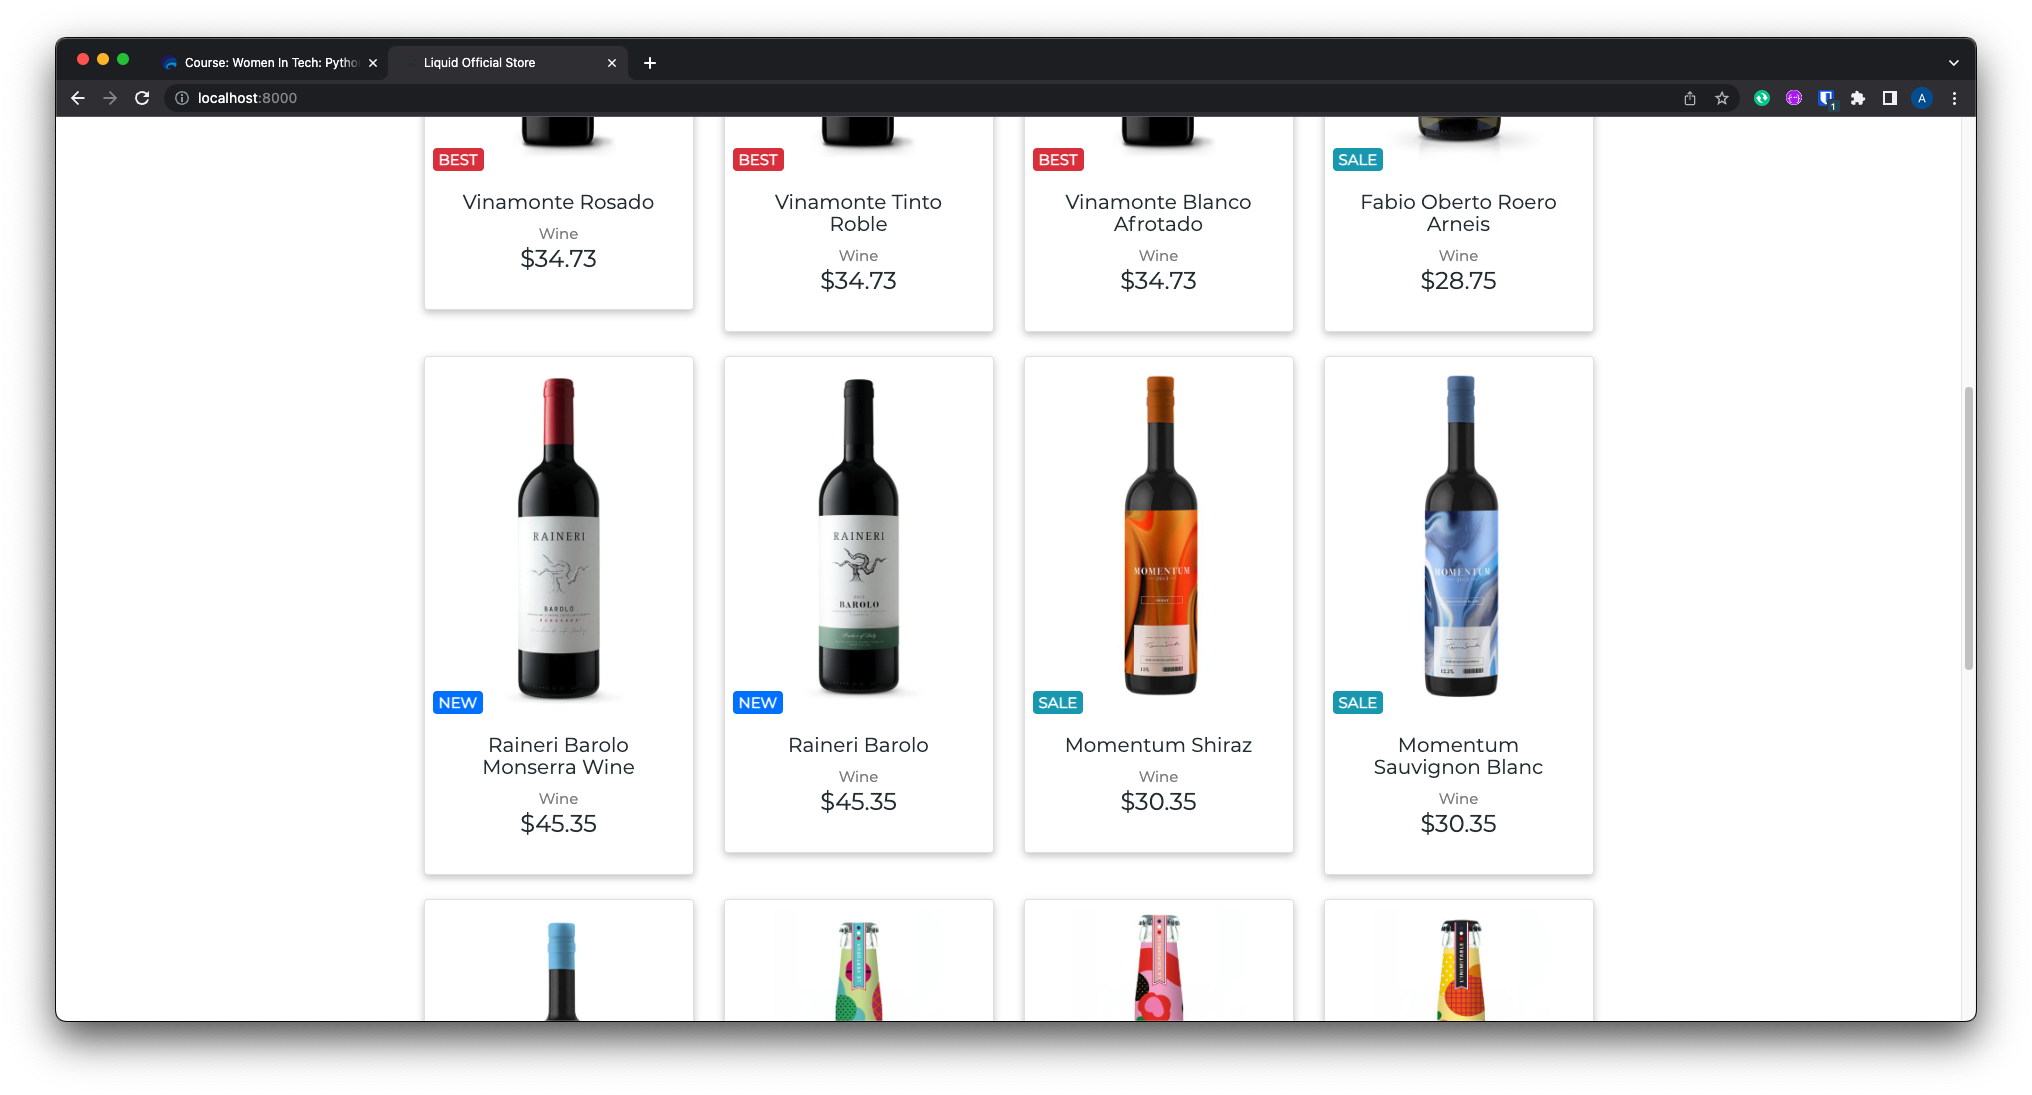 Course: Women In Tech: Pytho
Liquid Official Store
localhost:8000
A
1
BEST
BEST
BEST
SALE
Vinamonte Rosado
Wine
$34.73
Vinamonte Tinto
Roble
Wine
$34.73
Vinamonte Blanco
Afrotado
Wine
$34.73
Fabio Oberto Roero
Arneis
Wine
$28.75
RAINERI
BAROLO
RAINERI
BAROLO
MOMENTUM
MOMENTUM
NEW
NEW
SALE
SALE
Raineri Barolo
Monserra Wine
Wine
$45.35
Raineri Barolo
Wine
$45.35
Momentum Shiraz
Wine
$30.35
Momentum
Sauvignon Blanc
Wine
$30.35
L'INIMITABLE